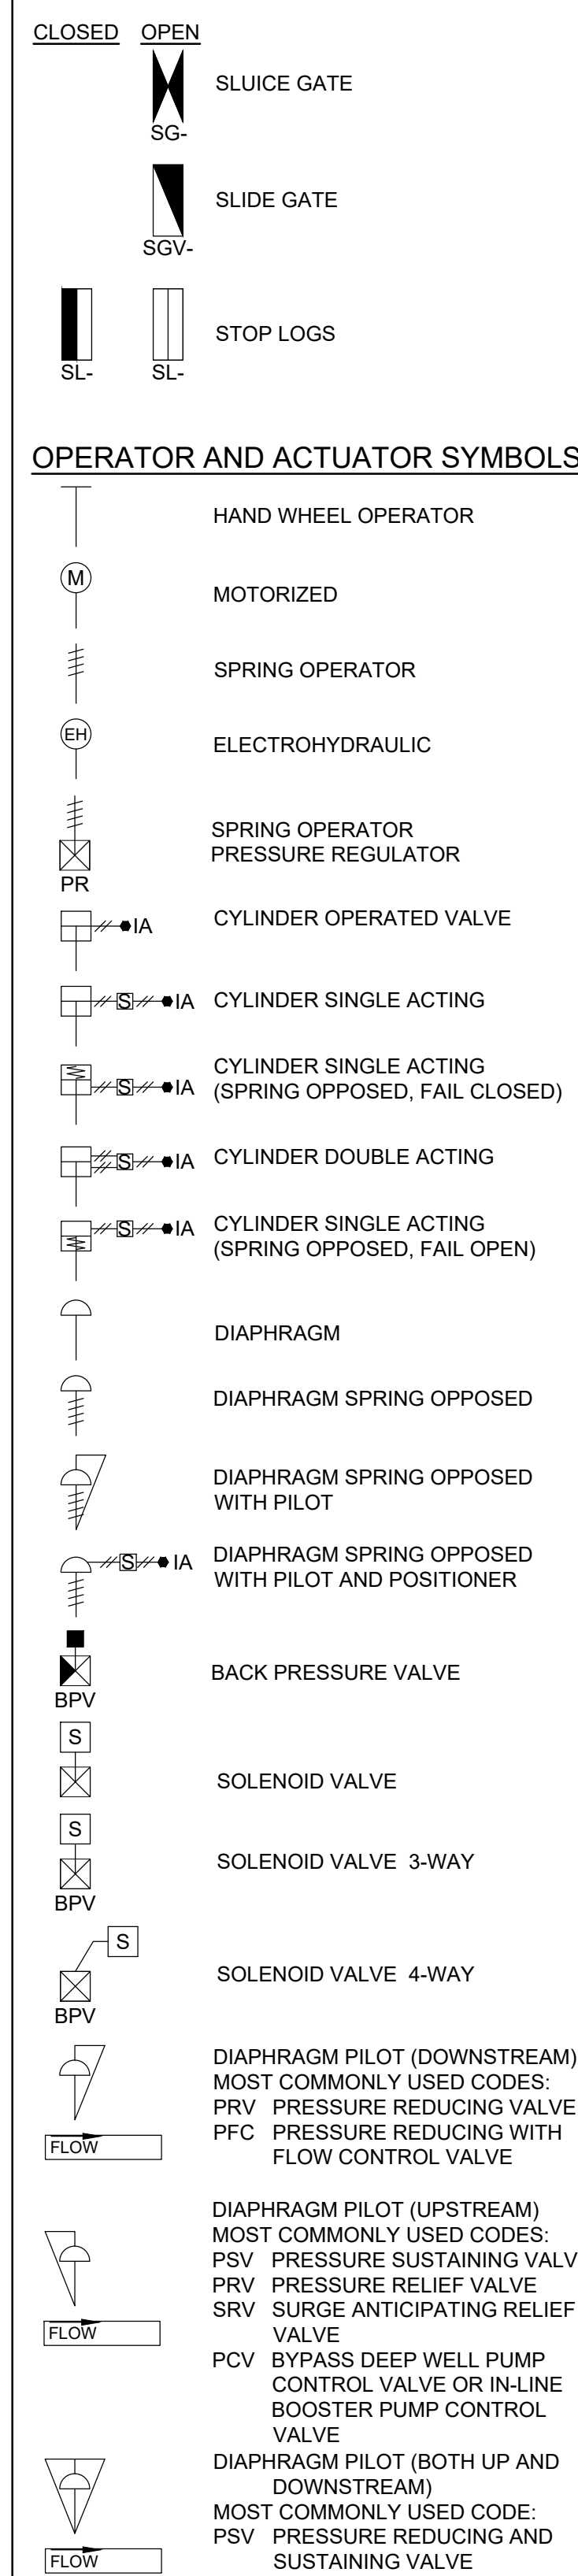 CLOSED OPEN
SLUICE GATE
SG-
SLIDE GATE
SGV-
STOP LOGS
SL- SL-
OPERATOR AND ACTUATOR SYMBOLS
HAND WHEEL OPERATOR
M
MOTORIZED
SPRING OPERATOR
EH
ELECTROHYDRAULIC
SPRING OPERATOR
PRESSURE REGULATOR
PR
CYLINDER OPERATED VALVE
IA
S IA CYLINDER SINGLE ACTING
CYLINDER SINGLE ACTING
S IA (SPRING OPPOSED, FAIL CLOSED)
S IA CYLINDER DOUBLE ACTING
S IA CYLINDER SINGLE ACTING
(SPRING OPPOSED, FAIL OPEN)
DIAPHRAGM
DIAPHRAGM SPRING OPPOSED
DIAPHRAGM SPRING OPPOSED
WITH PILOT
S IA DIAPHRAGM SPRING OPPOSED
WITH PILOT AND POSITIONER
BACK PRESSURE VALVE
BPV
S
SOLENOID VALVE
S
SOLENOID VALVE 3-WAY
BPV
S
SOLENOID VALVE 4-WAY
BPV
DIAPHRAGM PILOT (DOWNSTREAM)
MOST COMMONLY USED CODES:
PRV PRESSURE REDUCING VALVE
PFC PRESSURE REDUCING WITH
FLOW CONTROL VALVE
FLOW
DIAPHRAGM PILOT (UPSTREAM)
MOST COMMONLY USED CODES:
PSV PRESSURE SUSTAINING VALV
PRV PRESSURE RELIEF VALVE
SRV SURGE ANTICIPATING RELIEF
VALVE
FLOW
PCV BYPASS DEEP WELL PUMP
CONTROL VALVE OR IN-LINE
BOOSTER PUMP CONTROL
VALVE
DIAPHRAGM PILOT (BOTH UP AND
DOWNSTREAM)
MOST COMMONLY USED CODE:
PSV PRESSURE REDUCING AND
SUSTAINING VALVE
FLOW